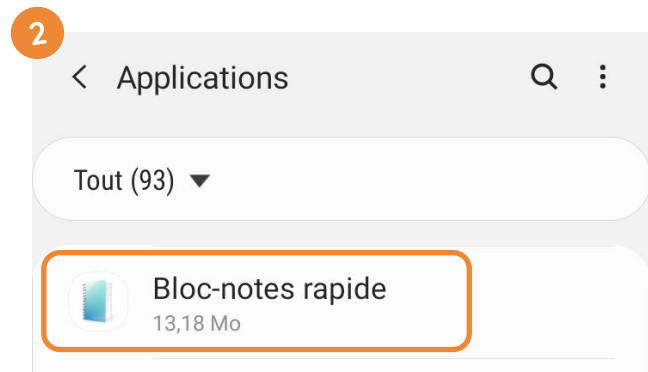 2
Applications
Tout (93)
Bloc-notes rapide
13,18 Mo